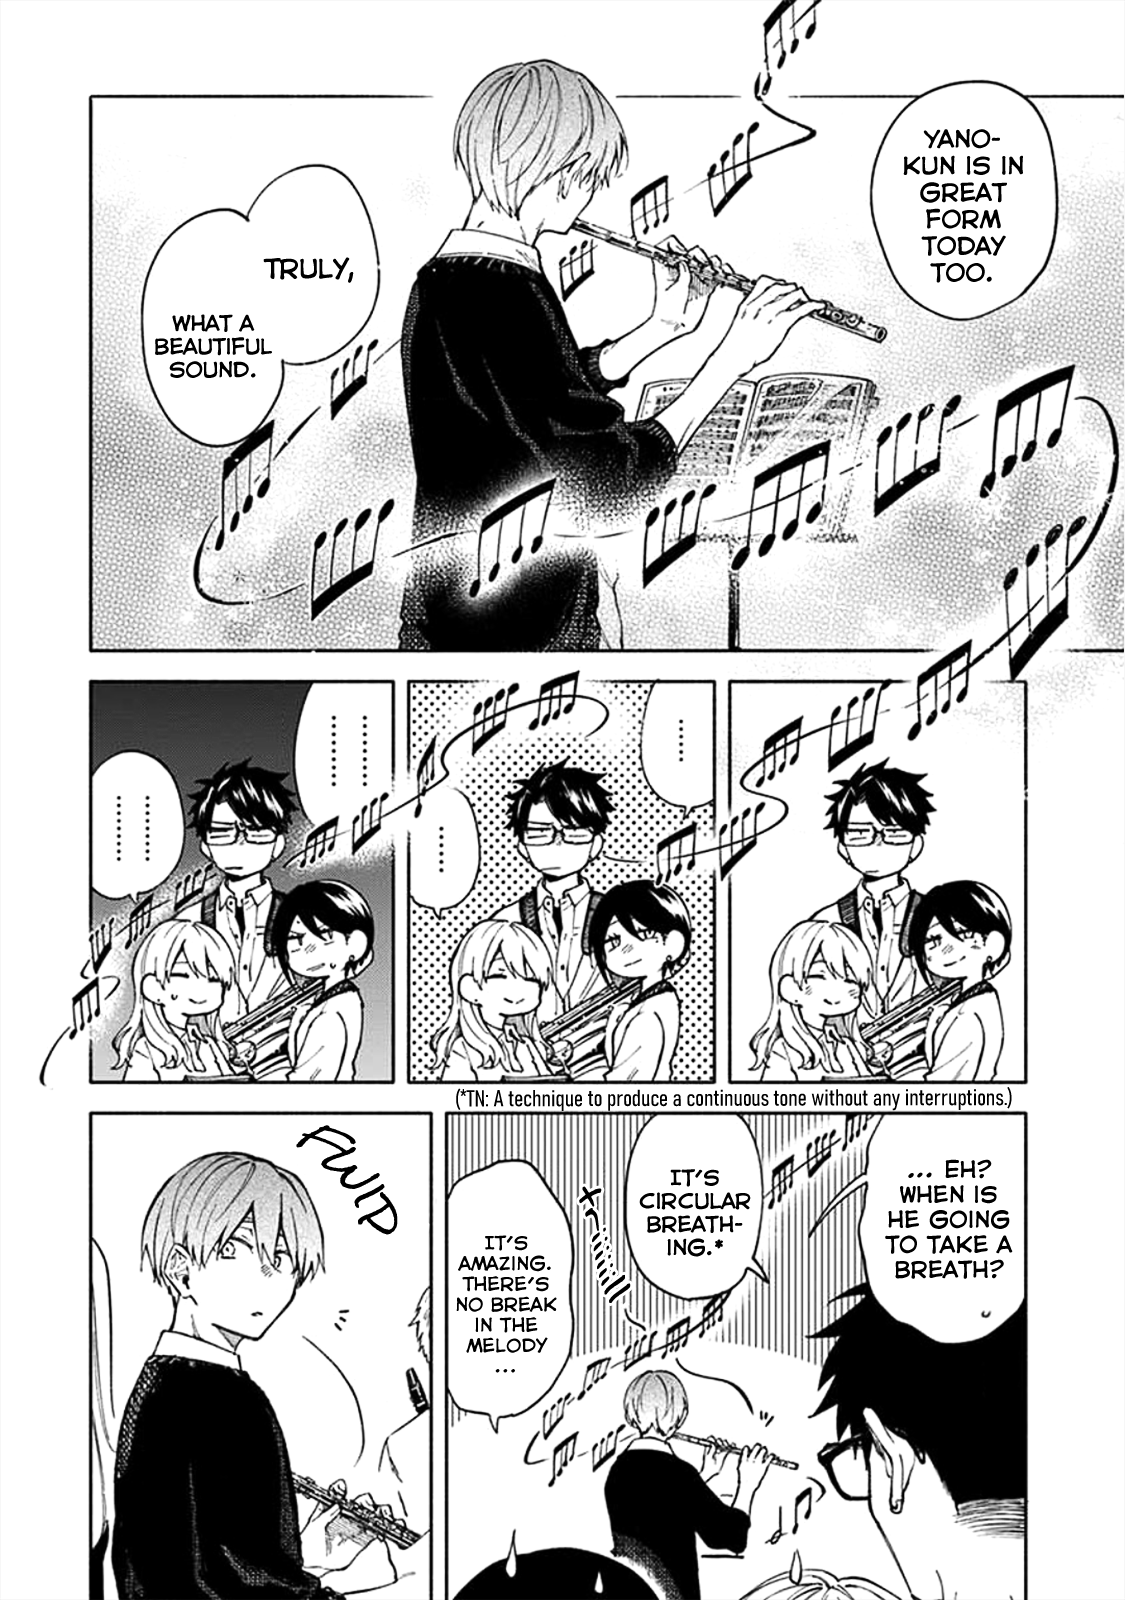 YANO-
KUN IS IN
GREAT
FORM
TODAY
TOO.
TRULY,
WHAT A
BEAUTIFUL
SOUND.
...
......
......
......
......
(*TN: A technique to produce a continuous tone without any interruptions.)
... EH?
WHEN IS
HE GOING
TO TAKE A
BREATH?
IT'S
CIRCULAR
BREATH-
ING.*
xriiiiill
IT'S
AMAZING.
THERE'S
NO BREAK
IN THE
MELODY
...
FWIP